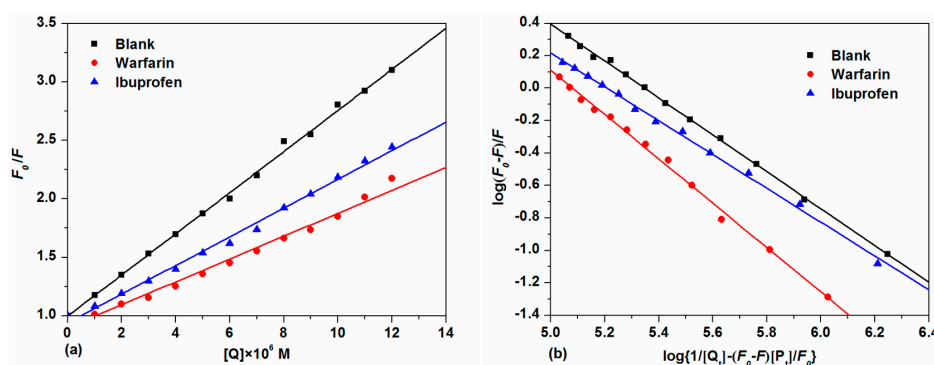 3.5
3.0
2.5
2.0
1.5
1.0
F₀/F
Blank
Warfarin
Ibuprofen
(a)
0 2 4 6 8 10 12 14
[Q]×10⁶ M
0.4
0.2
0.0
-0.2
-0.4
-0.6
-0.8
-1.0
-1.2
-1.4
log(F₀-F)/F
Blank
Warfarin
Ibuprofen
(b)
5.0 5.2 5.4 5.6 5.8 6.0 6.2 6.4
log{1/[Qₜ]-(F₀-F)[Pₜ]/F₀}